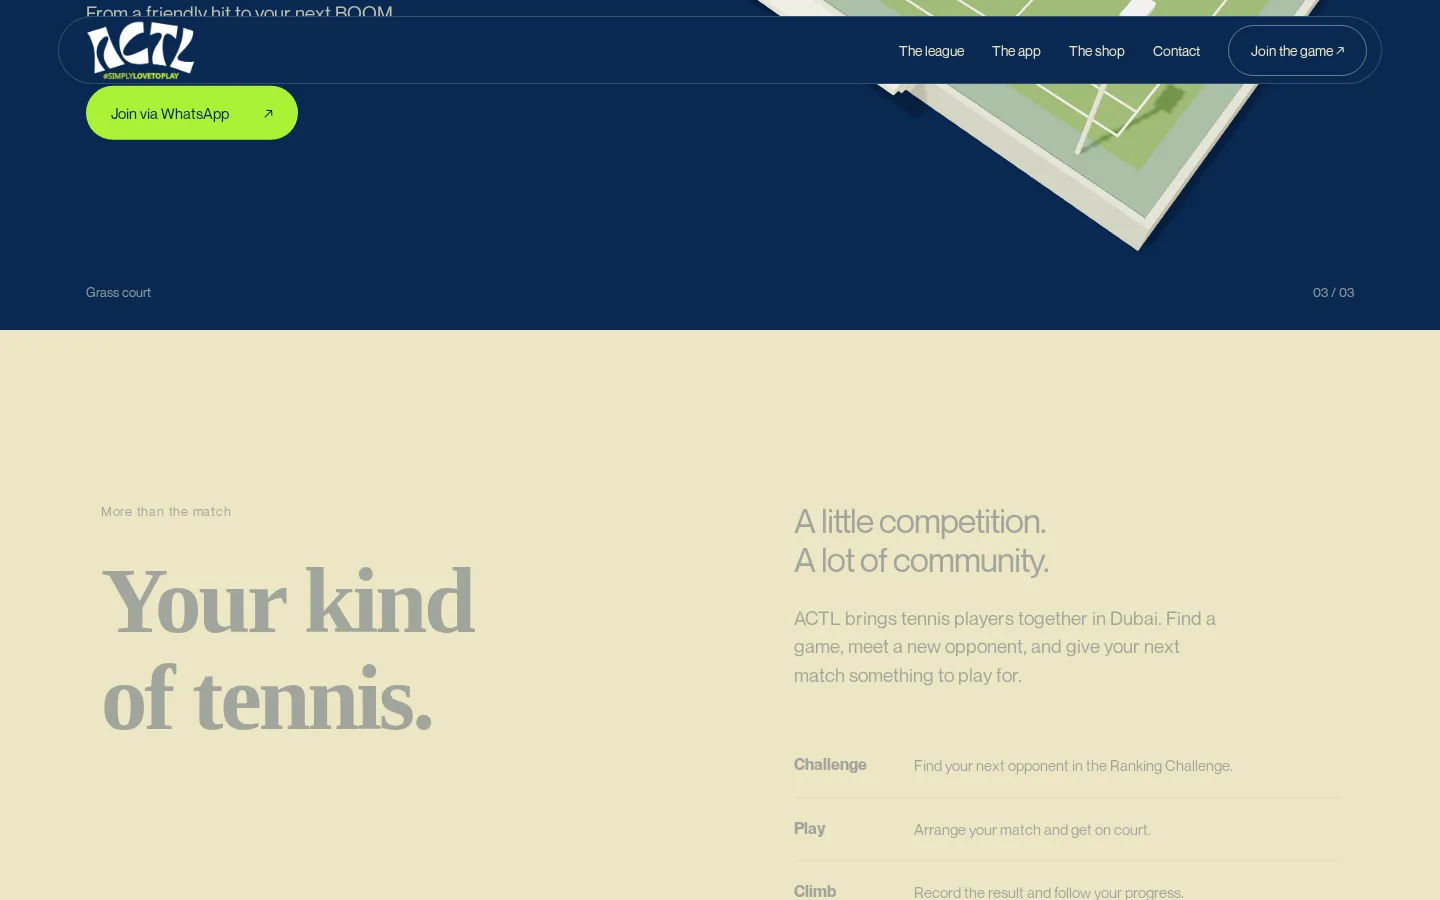 From a friendly hit to your next BOOM
ACTL
#SIMPLYLOVETOPLAY
The league
The app
The shop
Contact
Join the game ↗
Join via WhatsApp ↗
Grass court
03 / 03
More than the match
Your kind
of tennis.
A little competition.
A lot of community.
ACTL brings tennis players together in Dubai. Find a
game, meet a new opponent, and give your next
match something to play for.
Challenge
Find your next opponent in the Ranking Challenge.
Play
Arrange your match and get on court.
Climb
Record the result and follow your progress.